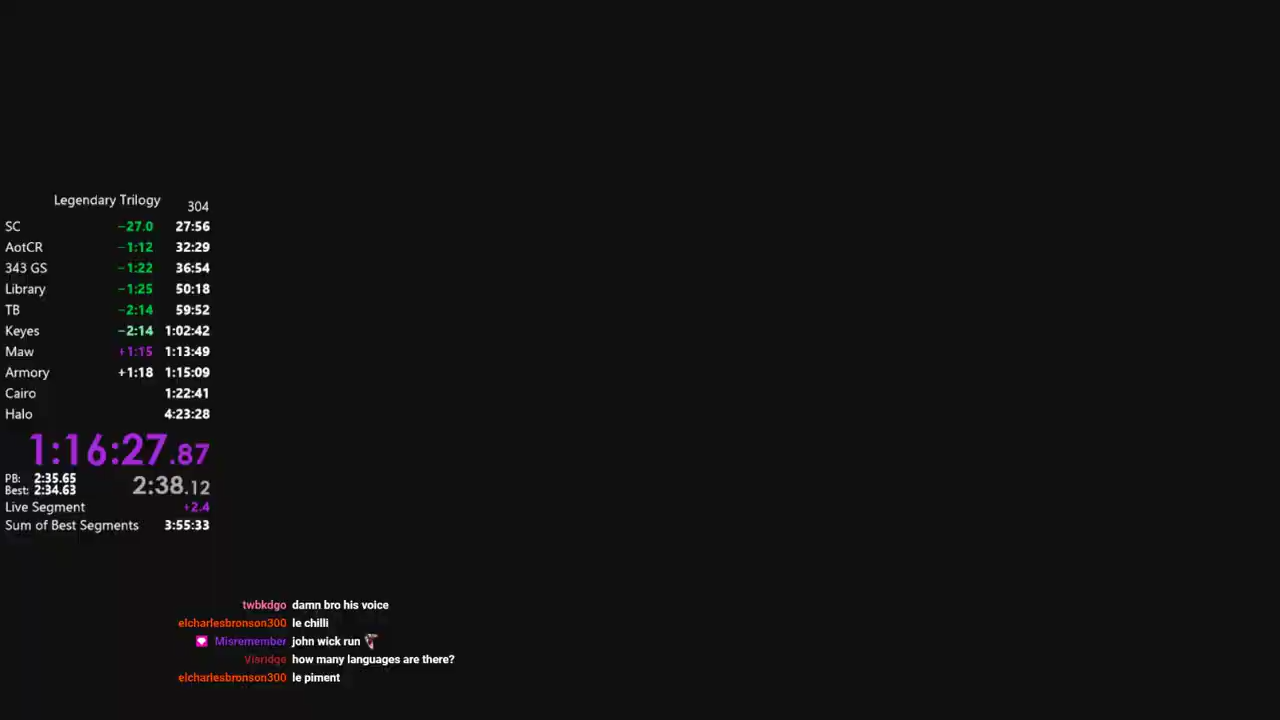 Legendary Trilogy 304
SC −27.0 27:56
AotCR −1:12 32:29
343 GS −1:22 36:54
Library −1:25 50:18
TB −2:14 59:52
Keyes −2:14 1:02:42
Maw +1:15 1:13:49
Armory +1:18 1:15:09
Cairo 1:22:41
Halo 4:23:28
1:16:27.87
PB: 2:35.65
Best: 2:34.63
2:38.12
Live Segment +2.4
Sum of Best Segments 3:55:33
twbkdgo damn bro his voice
elcharlesbronson300 le chilli
Misremember john wick run
Visridge how many languages are there?
elcharlesbronson300 le piment